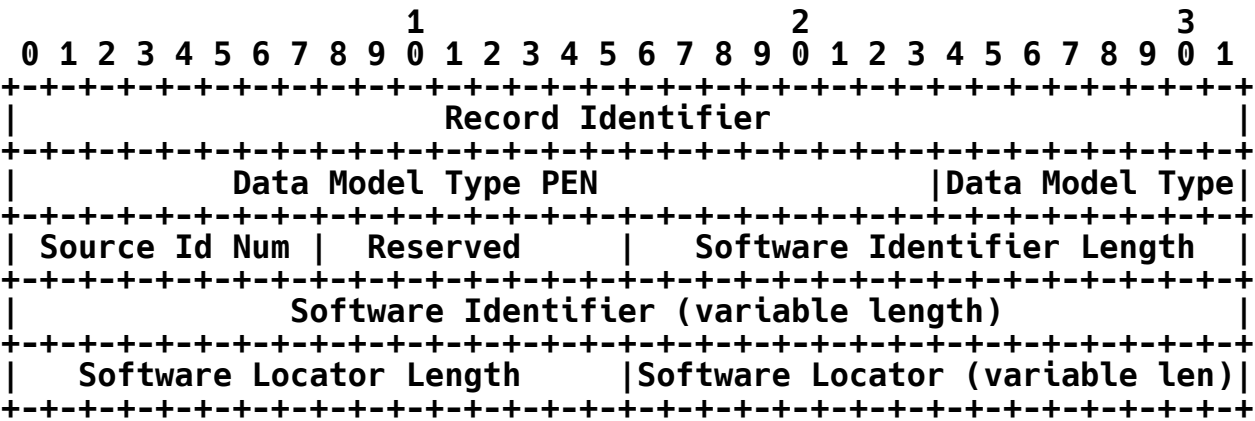 1                   2                   3
 0 1 2 3 4 5 6 7 8 9 0 1 2 3 4 5 6 7 8 9 0 1 2 3 4 5 6 7 8 9 0 1
+-+-+-+-+-+-+-+-+-+-+-+-+-+-+-+-+-+-+-+-+-+-+-+-+-+-+-+-+-+-+-+-+
|                      Record Identifier                        |
+-+-+-+-+-+-+-+-+-+-+-+-+-+-+-+-+-+-+-+-+-+-+-+-+-+-+-+-+-+-+-+-+
|           Data Model Type PEN                 |Data Model Type|
+-+-+-+-+-+-+-+-+-+-+-+-+-+-+-+-+-+-+-+-+-+-+-+-+-+-+-+-+-+-+-+-+
| Source Id Num |  Reserved     |   Software Identifier Length  |
+-+-+-+-+-+-+-+-+-+-+-+-+-+-+-+-+-+-+-+-+-+-+-+-+-+-+-+-+-+-+-+-+
|              Software Identifier (variable length)            |
+-+-+-+-+-+-+-+-+-+-+-+-+-+-+-+-+-+-+-+-+-+-+-+-+-+-+-+-+-+-+-+-+
|   Software Locator Length     |Software Locator (variable len)|
+-+-+-+-+-+-+-+-+-+-+-+-+-+-+-+-+-+-+-+-+-+-+-+-+-+-+-+-+-+-+-+-+